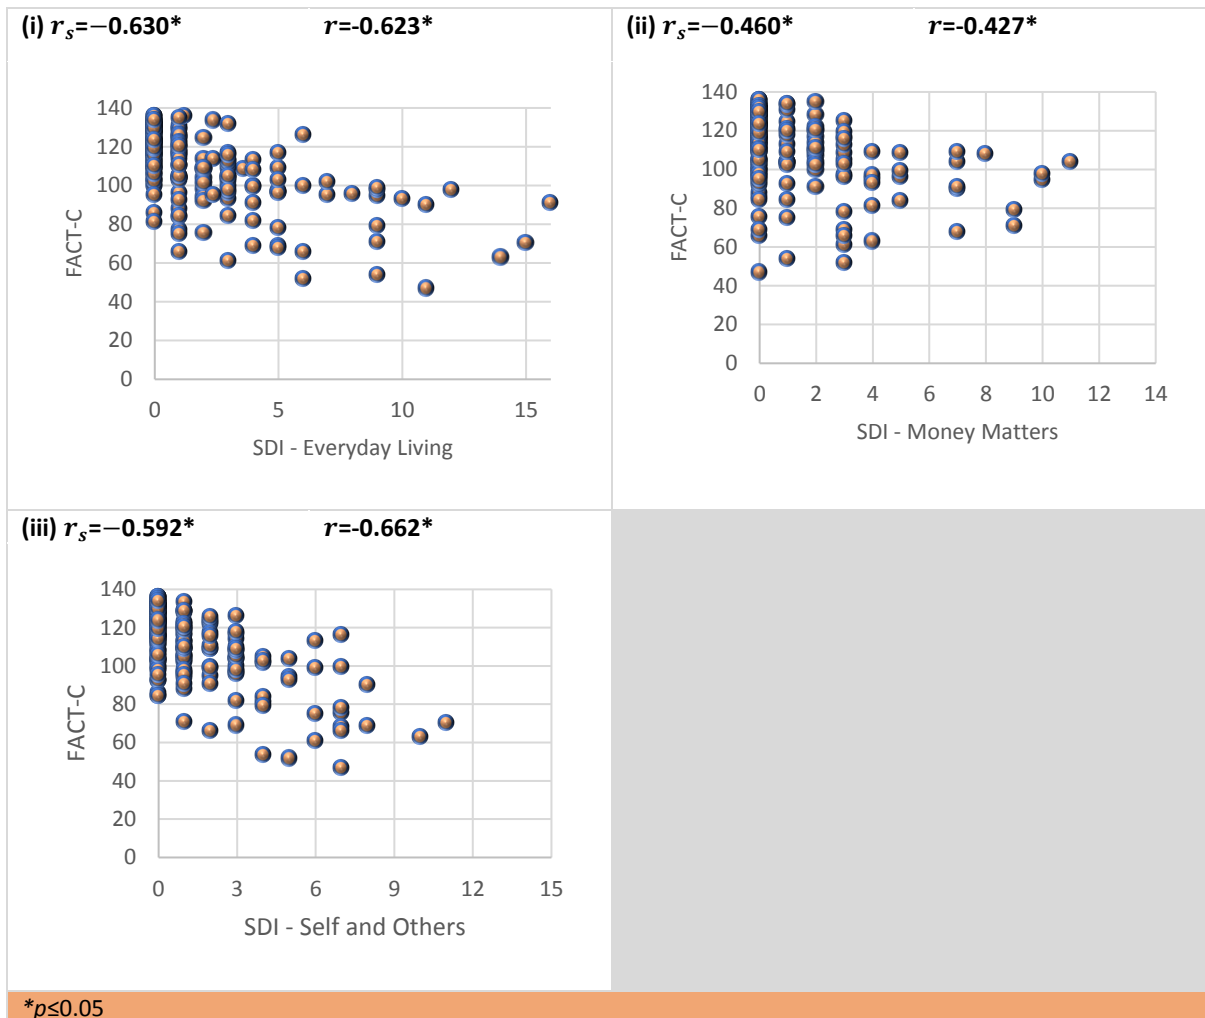 (i) rₛ=−0.630* r=-0.623*
140
120
100
80
60
40
20
0
FACT-C
0 5 10 15
SDI - Everyday Living
(ii) rₛ=−0.460* r=-0.427*
140
120
100
80
60
40
20
0
FACT-C
0 2 4 6 8 10 12 14
SDI - Money Matters
(iii) rₛ=−0.592* r=-0.662*
140
120
100
80
60
40
20
0
FACT-C
0 3 6 9 12 15
SDI - Self and Others
*p≤0.05